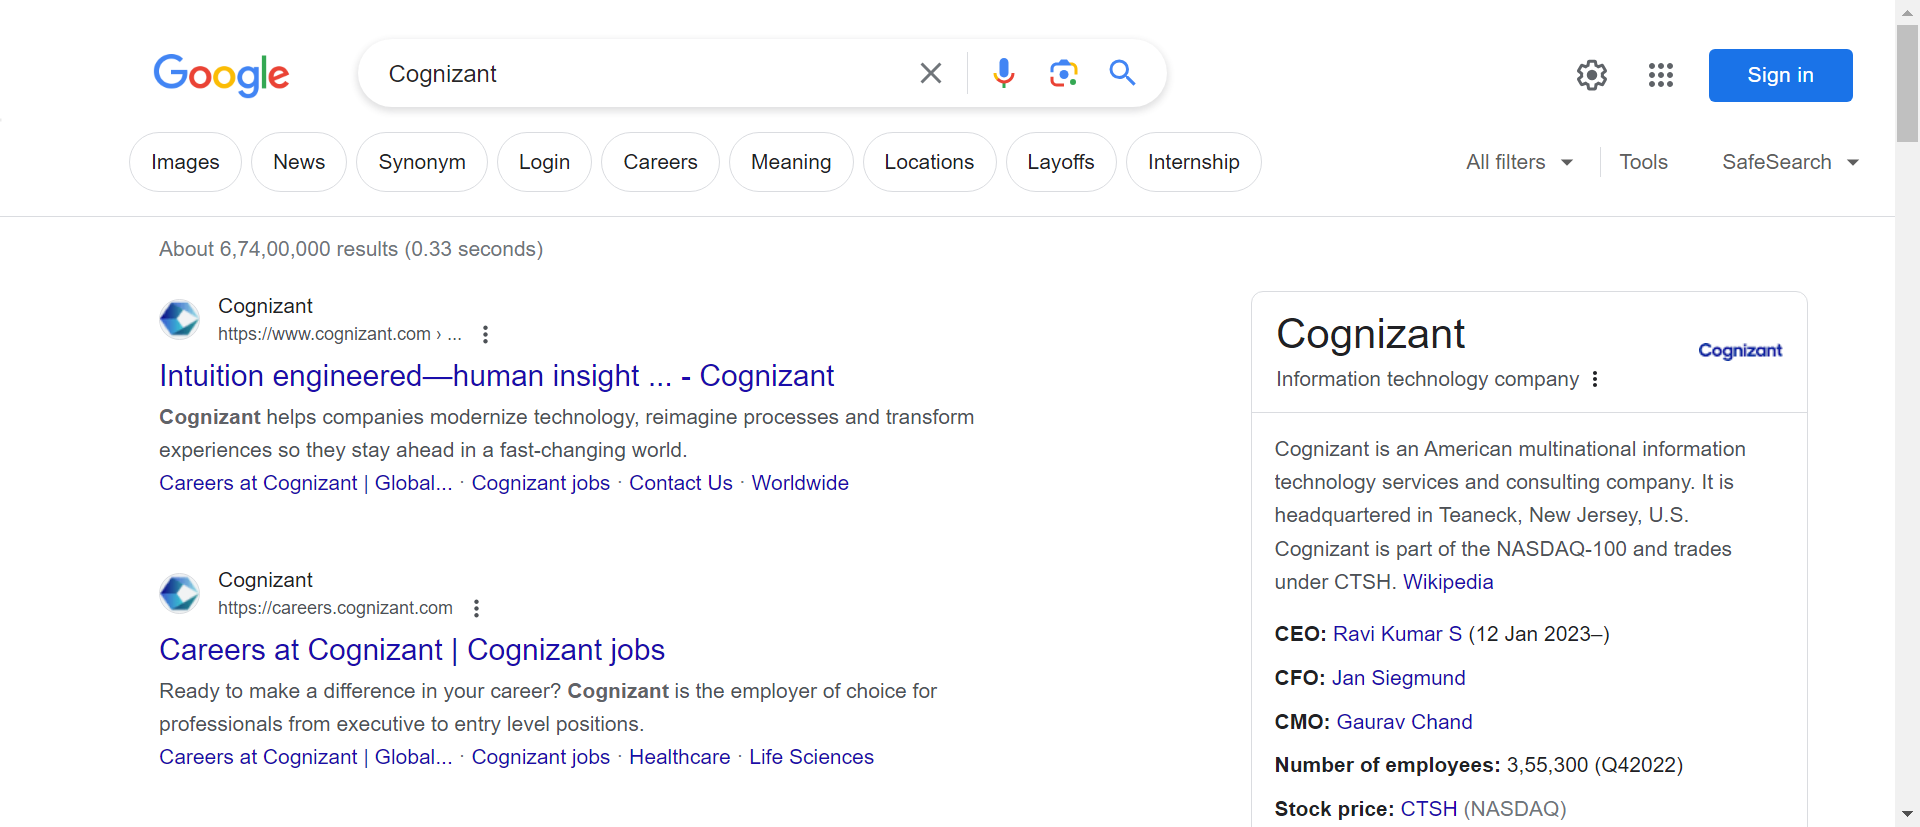 Google
Cognizant
Sign in
Images
News
Synonym
Login
Careers
Meaning
Locations
Layoffs
Internship
All filters
Tools
SafeSearch
About 6,74,00,000 results (0.33 seconds)
Cognizant
https://www.cognizant.com › ...
Intuition engineered—human insight ... - Cognizant
Cognizant helps companies modernize technology, reimagine processes and transform
experiences so they stay ahead in a fast-changing world.
Careers at Cognizant | Global... · Cognizant jobs · Contact Us · Worldwide
Cognizant
https://careers.cognizant.com
Careers at Cognizant | Cognizant jobs
Ready to make a difference in your career? Cognizant is the employer of choice for
professionals from executive to entry level positions.
Careers at Cognizant | Global... · Cognizant jobs · Healthcare · Life Sciences
Cognizant
Cognizant
Information technology company
Cognizant is an American multinational information
technology services and consulting company. It is
headquartered in Teaneck, New Jersey, U.S.
Cognizant is part of the NASDAQ-100 and trades
under CTSH. Wikipedia
CEO: Ravi Kumar S (12 Jan 2023–)
CFO: Jan Siegmund
CMO: Gaurav Chand
Number of employees: 3,55,300 (Q42022)
Stock price: CTSH (NASDAQ)